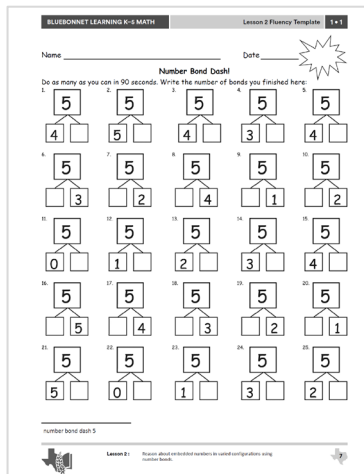 BLUEBONNET LEARNING K–5 MATH Lesson 2 Fluency Template 1•1
Name Date
Number Bond Dash!
Do as many as you can in 90 seconds. Write the number of bonds you finished here:
1. 2. 3. 4. 5.
5 5 5 5 5
4 5 4 3 4
6. 7. 8. 9. 10.
5 5 5 5 5
3 2 4 1 2
11. 12. 13. 14. 15.
5 5 5 5 5
0 1 2 3 4
16. 17. 18. 19. 20.
5 5 5 5 5
5 4 3 2 1
21. 22. 23. 24. 25.
5 5 5 5 5
5 0 1 3 2
number bond dash 5
Lesson 2 : Reason about embedded numbers in varied configurations using
number bonds.
7